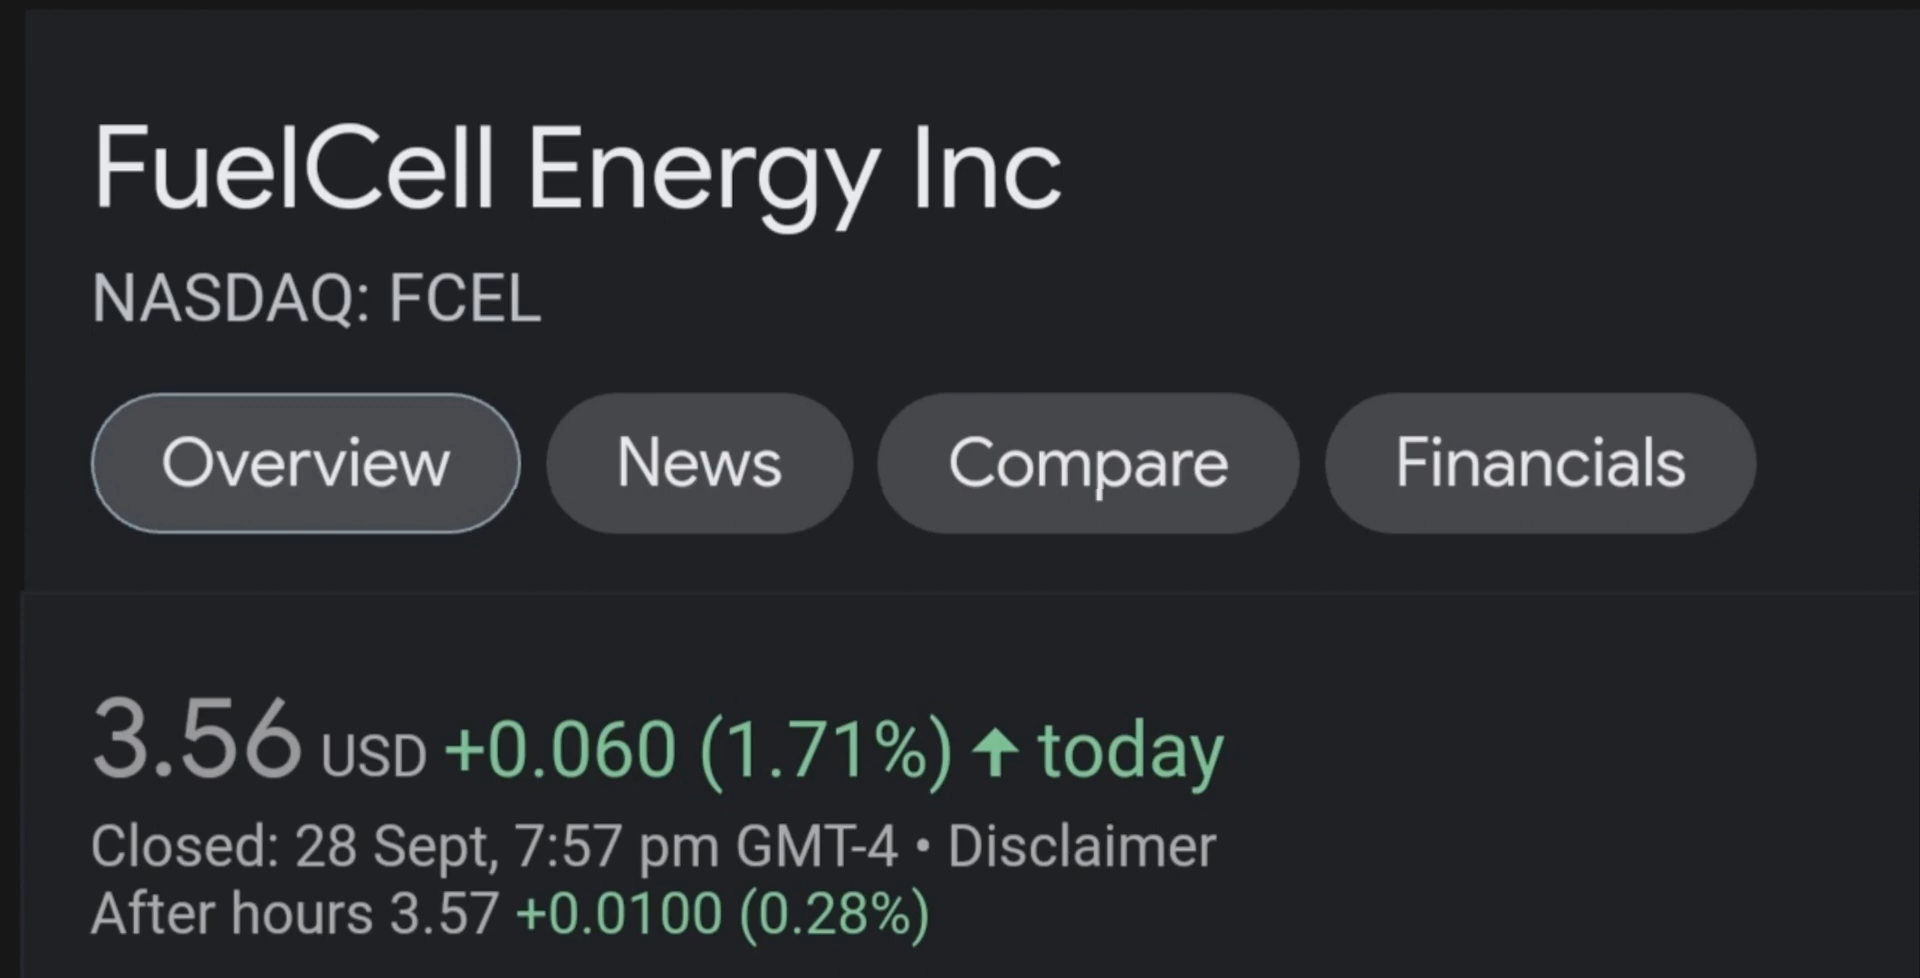 FuelCell Energy Inc
NASDAQ: FCEL
Overview News Compare Financials
3.56 USD +0.060 (1.71%) ↑ today
Closed: 28 Sept, 7:57 pm GMT-4 • Disclaimer
After hours 3.57 +0.0100 (0.28%)